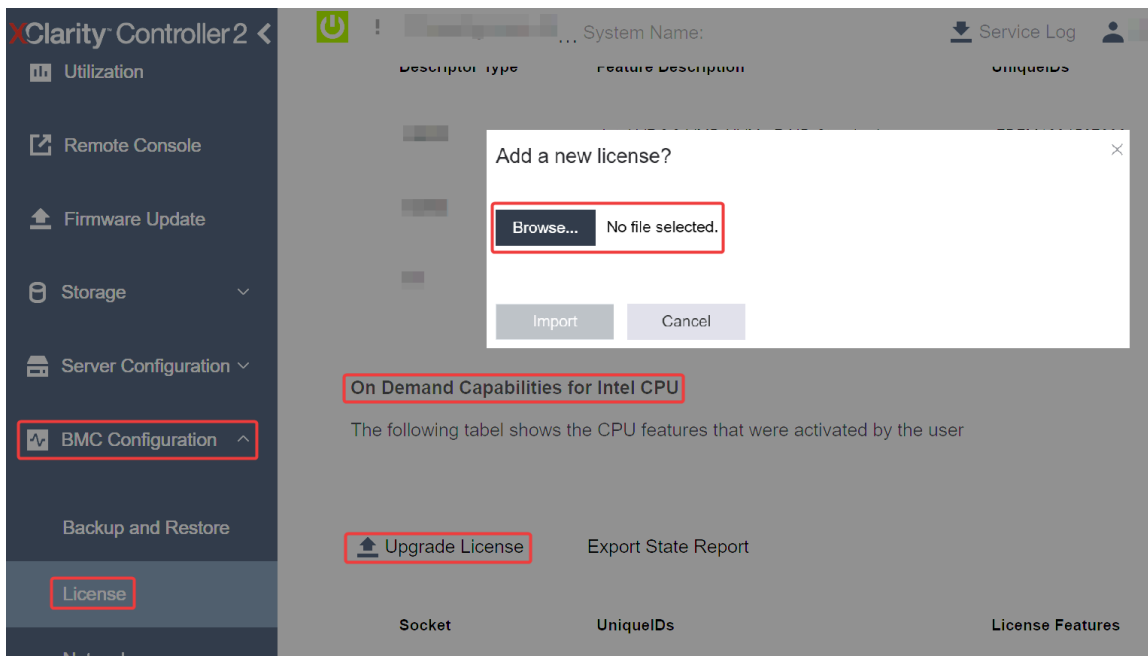 XClarity Controller 2
... System Name:
Service Log
Utilization
Descriptor Type
Feature Description
UniqueIDs
Remote Console
Add a new license?
Firmware Update
Browse...
No file selected.
Storage
Import
Cancel
Server Configuration
On Demand Capabilities for Intel CPU
BMC Configuration
The following tabel shows the CPU features that were activated by the user
Backup and Restore
Upgrade License
Export State Report
License
Socket
UniqueIDs
License Features